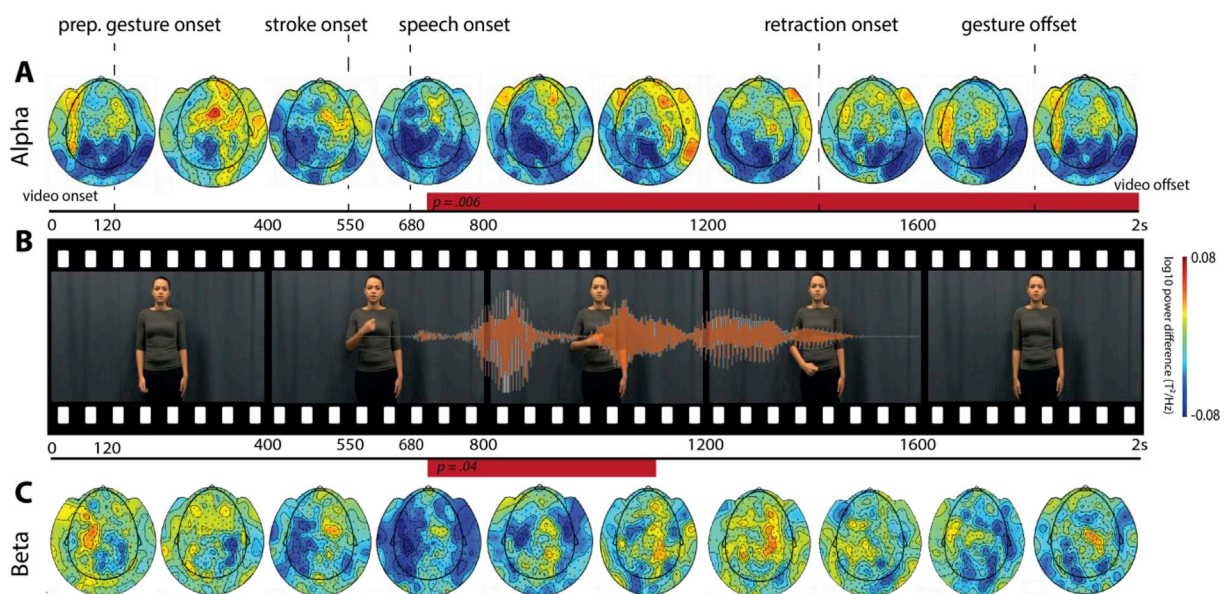 prep. gesture onset stroke onset speech onset retraction onset gesture offset
A
Alpha
video onset
p = .006
video offset
0 120 400 550 680 800 1200 1600 2s
B
0.08
log10 power difference (T²/Hz)
-0.08
0 120 400 550 680 800 1200 1600 2s
p = .04
C
Beta